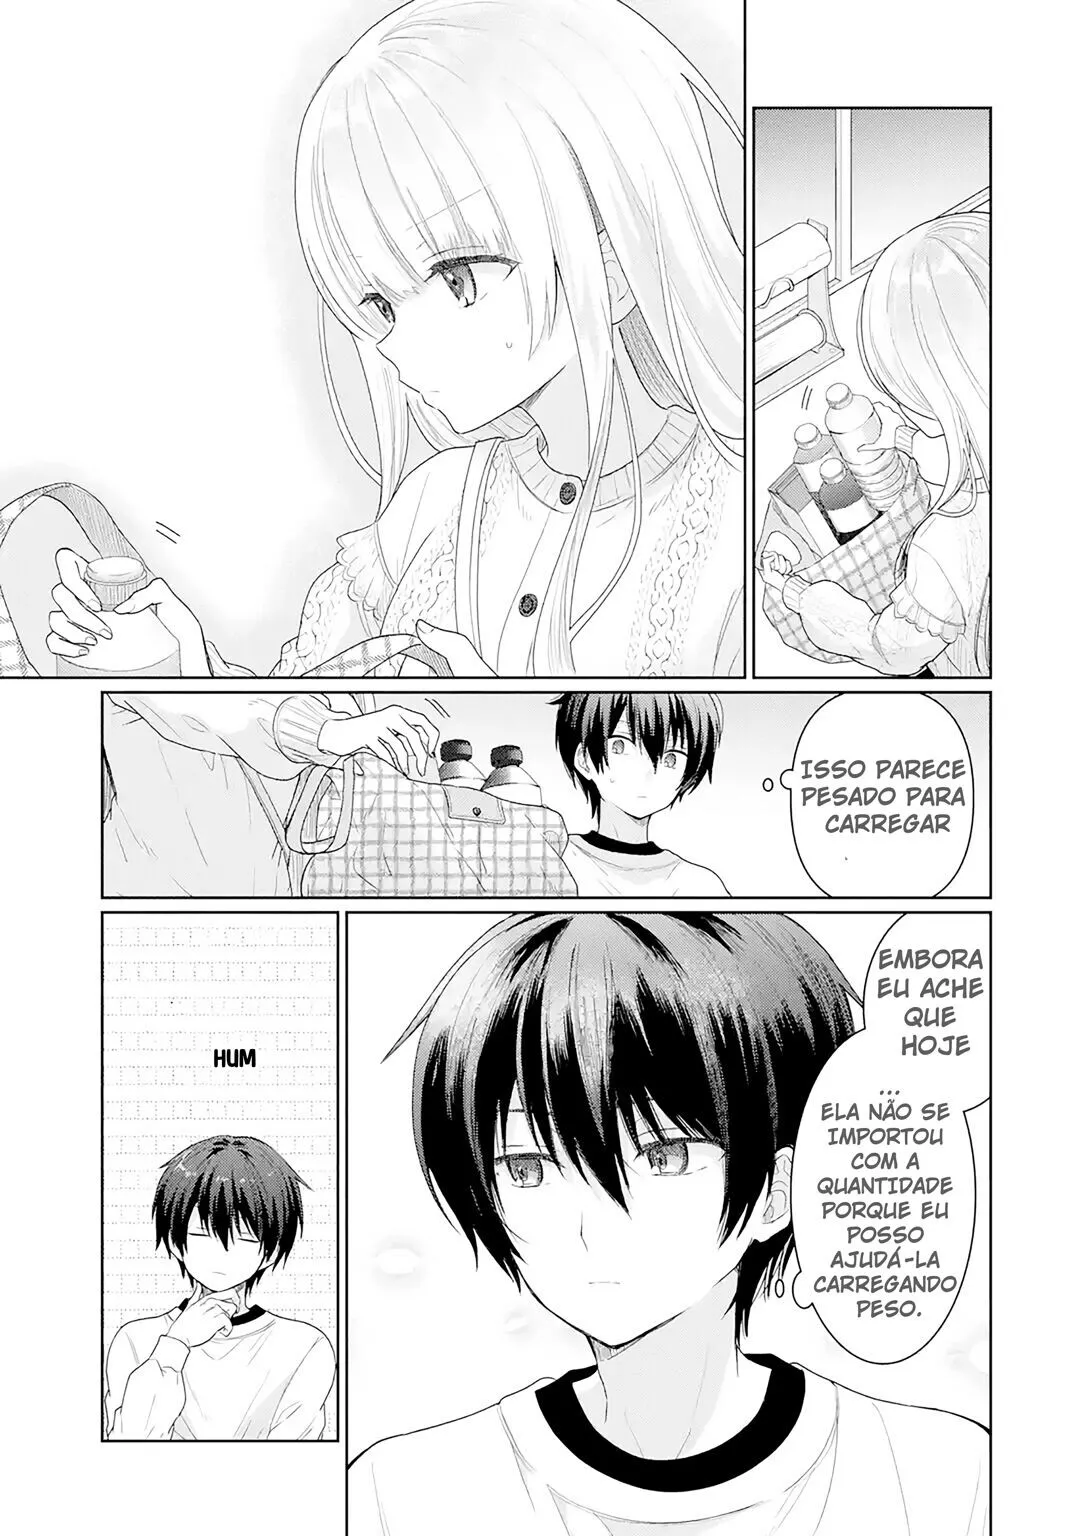 ISSO PARECE
PESADO PARA
CARREGAR
EMBORA
EU ACHE
QUE
HOJE
...
ELA NÃO SE
IMPORTOU
COM A
QUANTIDADE
PORQUE EU
POSSO
AJUDÁ-LA
CARREGANDO
PESO.
HUM